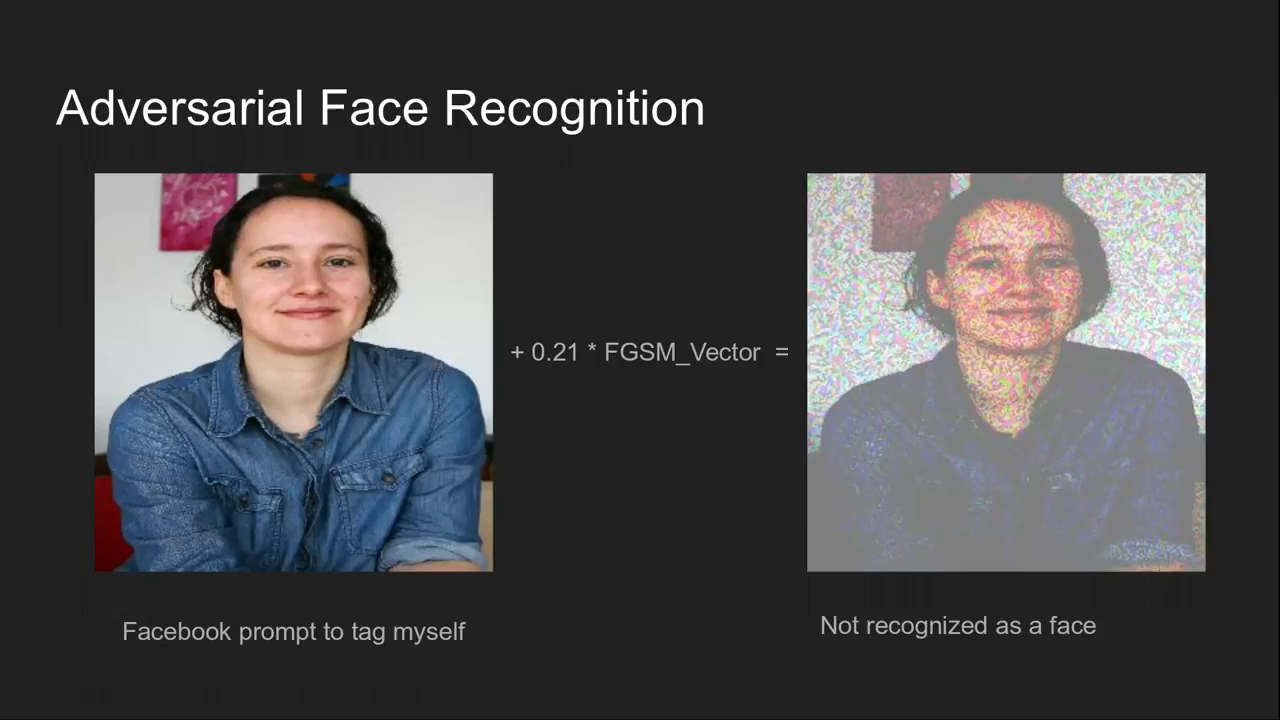 Adversarial Face Recognition
+ 0.21 * FGSM_Vector =
Facebook prompt to tag myself
Not recognized as a face